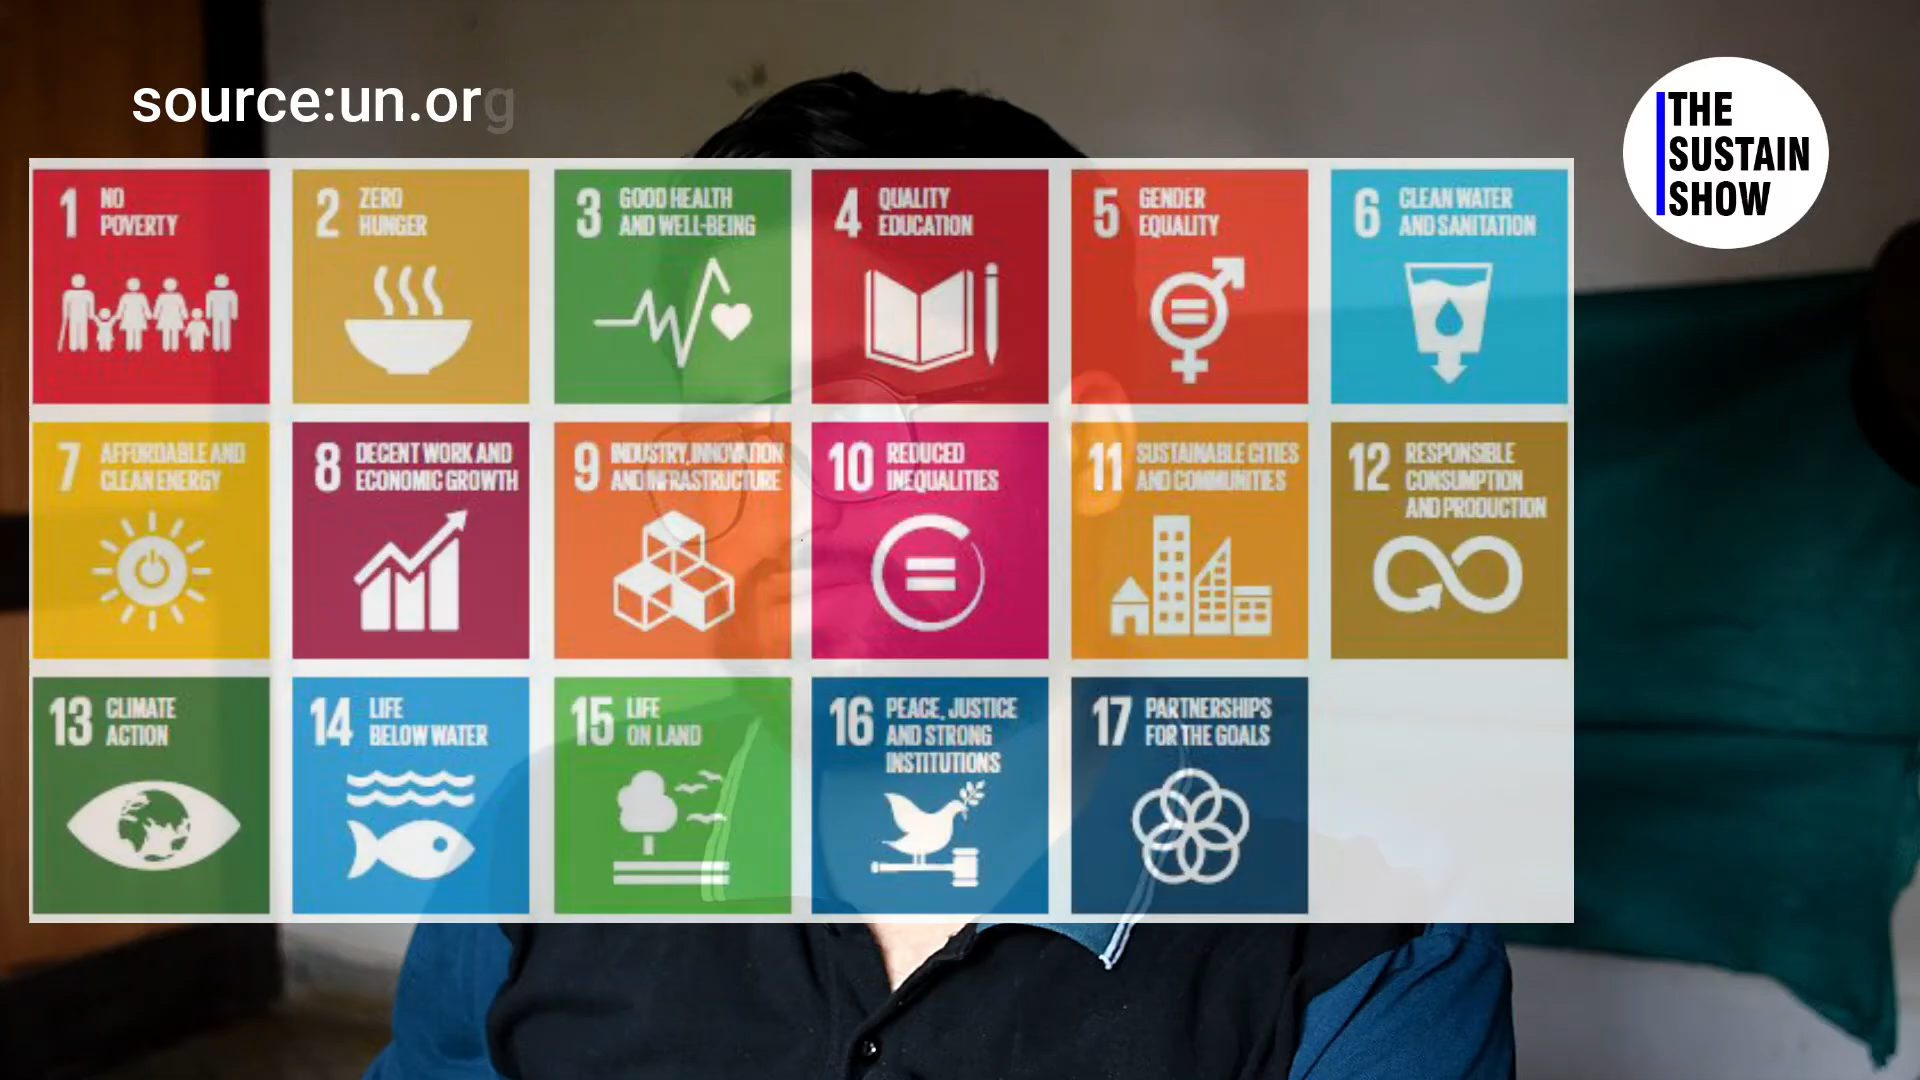 source:un.org
THE
SUSTAIN
SHOW
1 NO
POVERTY
2 ZERO
HUNGER
3 GOOD HEALTH
AND WELL-BEING
4 QUALITY
EDUCATION
5 GENDER
EQUALITY
6 CLEAN WATER
AND SANITATION
7 AFFORDABLE AND
CLEAN ENERGY
8 DECENT WORK AND
ECONOMIC GROWTH
9 INDUSTRY, INNOVATION
AND INFRASTRUCTURE
10 REDUCED
INEQUALITIES
11 SUSTAINABLE CITIES
AND COMMUNITIES
12 RESPONSIBLE
CONSUMPTION
AND PRODUCTION
13 CLIMATE
ACTION
14 LIFE
BELOW WATER
15 LIFE
ON LAND
16 PEACE, JUSTICE
AND STRONG
INSTITUTIONS
17 PARTNERSHIPS
FOR THE GOALS